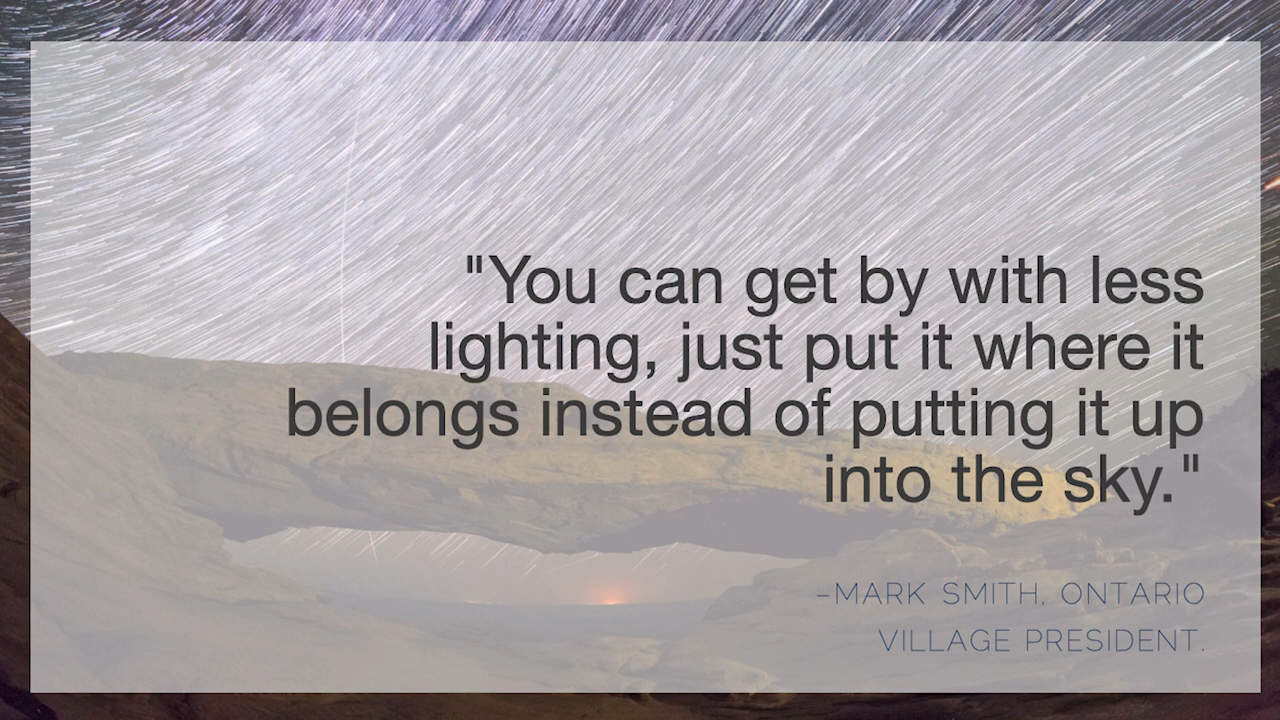 "You can get by with less
lighting, just put it where it
belongs instead of putting it up
into the sky."
–MARK SMITH, ONTARIO
VILLAGE PRESIDENT.